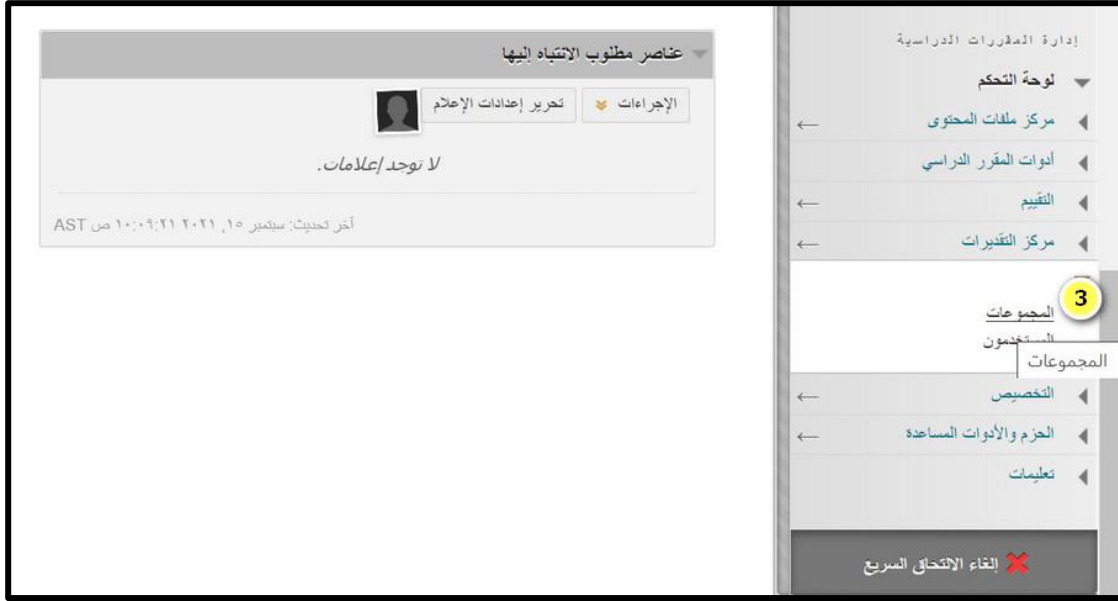 إدارة المقررات الدراسية
لوحة التحكم
مركز ملفات المحتوى
أدوات المقرر الدراسي
التقييم
مركز التقديرات
3
المجموعات
المستخدمون
المجموعات
التخصيص
الحزم والأدوات المساعدة
تعليمات
إلغاء الالتحاق السريع
عناصر مطلوب الانتباه إليها
الإجراءات تحرير إعدادات الإعلام
لا توجد إعلامات.
آخر تحديث: سبتمبر ١٥, ٢٠٢١ ١٠:٠٩:٢١ ص AST